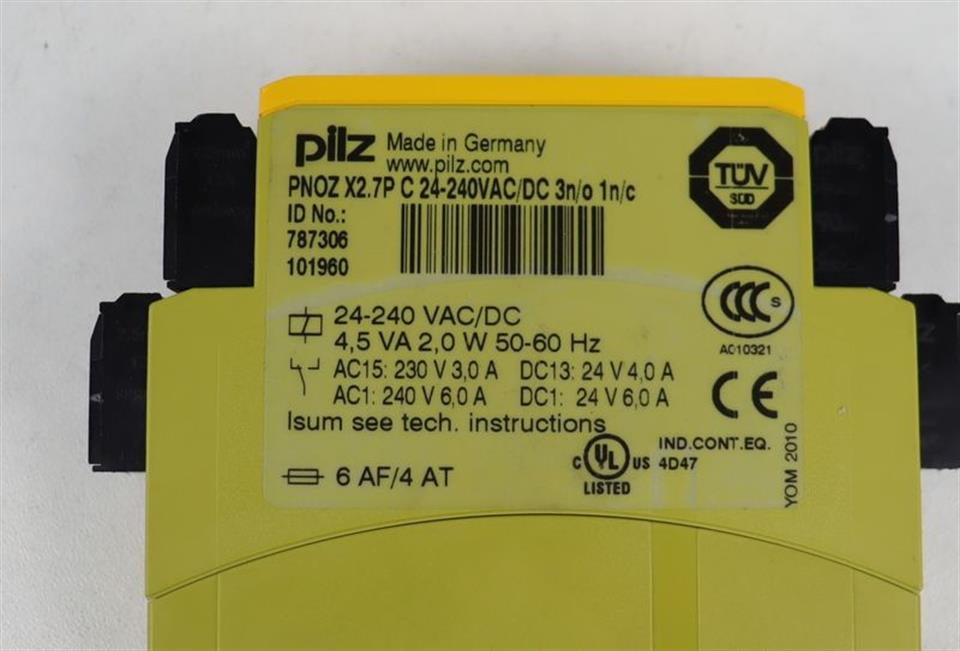 pilz Made in Germany
www.pilz.com
PNOZ X2.7P C 24-240VAC/DC 3n/o 1n/c
ID No.:
787306
101960
TÜV
SÜD
CCC S
A010321
24-240 VAC/DC
4,5 VA 2,0 W 50-60 Hz
AC15: 230 V 3,0 A DC13: 24 V 4,0 A
AC1: 240 V 6,0 A DC1: 24 V 6,0 A
Isum see tech. instructions
CE
6 AF/4 AT
C UL US
LISTED
IND.CONT.EQ.
4D47
YOM 2010